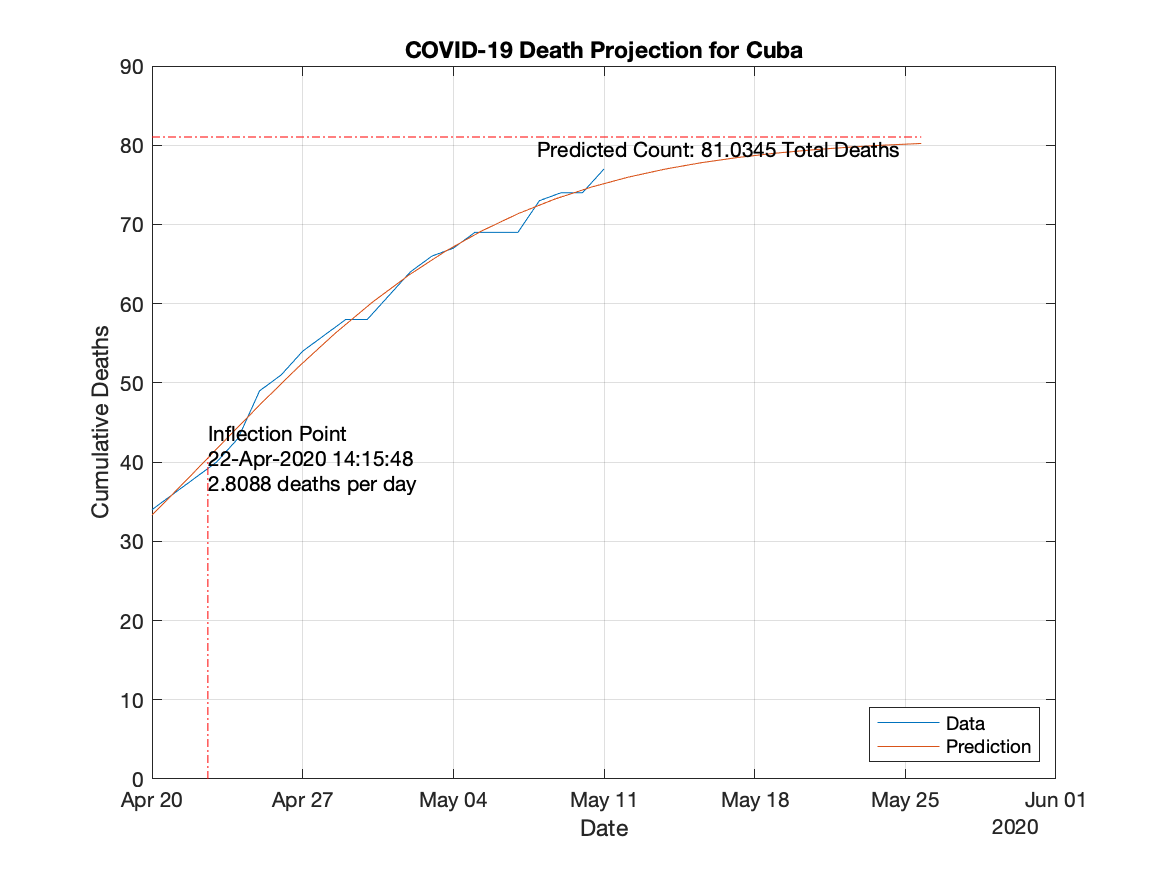 COVID-19 Death Projection for Cuba
90
80
70
60
50
40
30
20
10
0
Cumulative Deaths
Predicted Count: 81.0345 Total Deaths
Inflection Point
22-Apr-2020 14:15:48
2.8088 deaths per day
Data
Prediction
Apr 20 Apr 27 May 04 May 11 May 18 May 25 Jun 01
Date
2020